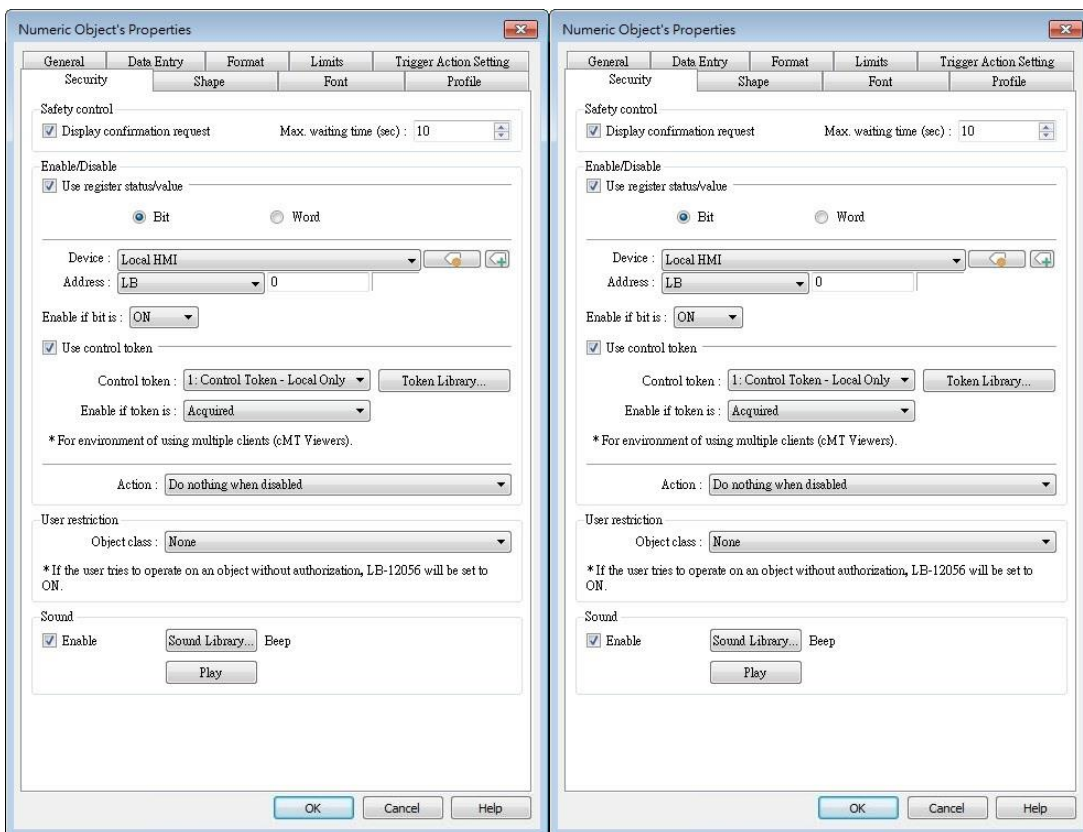 Numeric Object's Properties
General Data Entry Format Limits Trigger Action Setting
Security Shape Font Profile
Safety control
Display confirmation request Max. waiting time (sec) : 10
Enable/Disable
Use register status/value
Bit Word
Device : Local HMI
Address : LB 0
Enable if bit is : ON
Use control token
Control token : 1: Control Token - Local Only Token Library...
Enable if token is : Acquired
* For environment of using multiple clients (cMT Viewers).
Action : Do nothing when disabled
User restriction
Object class : None
* If the user tries to operate on an object without authorization, LB-12056 will be set to
ON.
Sound
Enable Sound Library... Beep
Play
OK Cancel Help
Numeric Object's Properties
General Data Entry Format Limits Trigger Action Setting
Security Shape Font Profile
Safety control
Display confirmation request Max. waiting time (sec) : 10
Enable/Disable
Use register status/value
Bit Word
Device : Local HMI
Address : LB 0
Enable if bit is : ON
Use control token
Control token : 1: Control Token - Local Only Token Library...
Enable if token is : Acquired
* For environment of using multiple clients (cMT Viewers).
Action : Do nothing when disabled
User restriction
Object class : None
* If the user tries to operate on an object without authorization, LB-12056 will be set to
ON.
Sound
Enable Sound Library... Beep
Play
OK Cancel Help